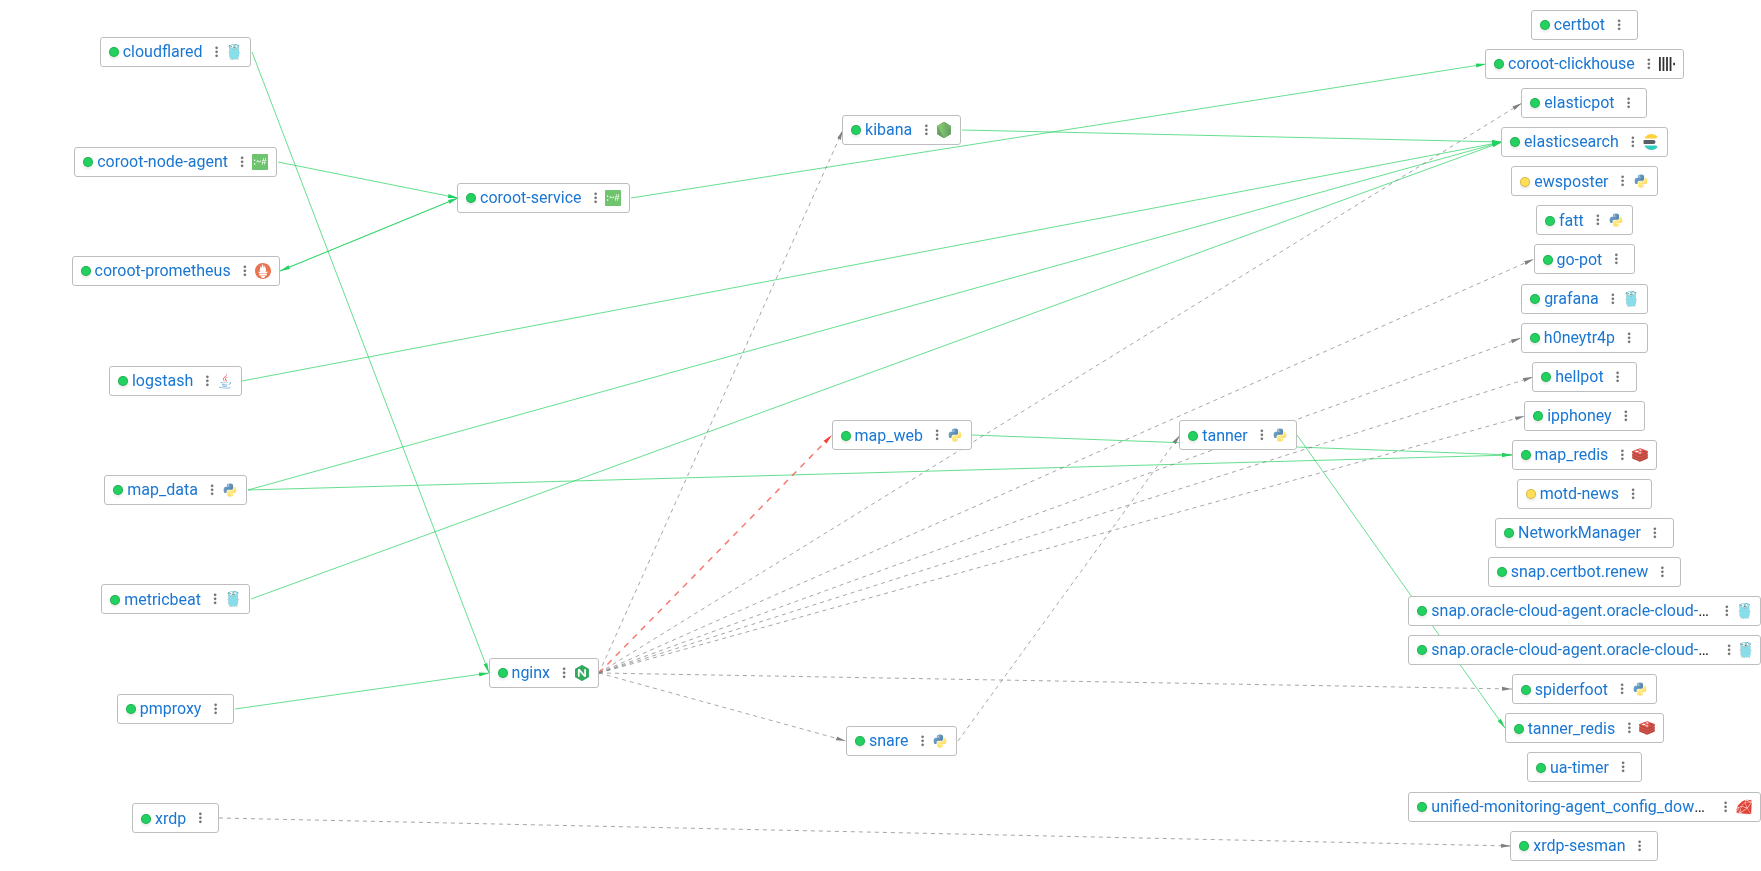 cloudflared
coroot-node-agent
coroot-prometheus
logstash
map_data
metricbeat
pmproxy
xrdp
coroot-service
nginx
kibana
map_web
snare
tanner
certbot
coroot-clickhouse
elasticpot
elasticsearch
ewsposter
fatt
go-pot
grafana
h0neytr4p
hellpot
ipphoney
map_redis
motd-news
NetworkManager
snap.certbot.renew
snap.oracle-cloud-agent.oracle-cloud-...
snap.oracle-cloud-agent.oracle-cloud-...
spiderfoot
tanner_redis
ua-timer
unified-monitoring-agent_config_dow...
xrdp-sesman